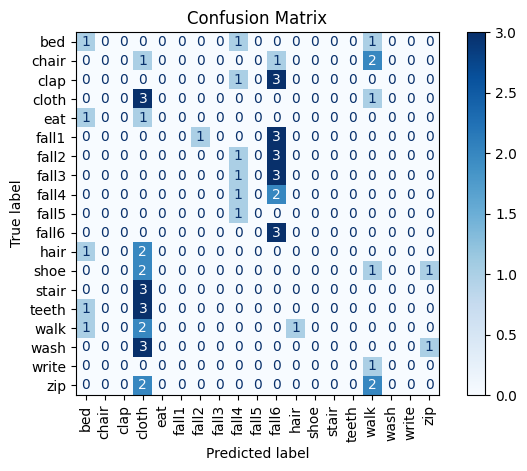 Confusion Matrix
True label
bed 1 0 0 0 0 0 0 0 1 0 0 0 0 0 0 1 0 0 0
chair 0 0 0 1 0 0 0 0 0 0 1 0 0 0 0 2 0 0 0
clap 0 0 0 0 0 0 0 0 1 0 3 0 0 0 0 0 0 0 0
cloth 0 0 0 3 0 0 0 0 0 0 0 0 0 0 0 1 0 0 0
eat 1 0 0 1 0 0 0 0 0 0 0 0 0 0 0 0 0 0 0
fall1 0 0 0 0 0 0 1 0 0 0 3 0 0 0 0 0 0 0 0
fall2 0 0 0 0 0 0 0 0 1 0 3 0 0 0 0 0 0 0 0
fall3 0 0 0 0 0 0 0 0 1 0 3 0 0 0 0 0 0 0 0
fall4 0 0 0 0 0 0 0 0 1 0 2 0 0 0 0 0 0 0 0
fall5 0 0 0 0 0 0 0 0 1 0 0 0 0 0 0 0 0 0 0
fall6 0 0 0 0 0 0 0 0 0 0 3 0 0 0 0 0 0 0 0
hair 1 0 0 2 0 0 0 0 0 0 0 0 0 0 0 0 0 0 0
shoe 0 0 0 2 0 0 0 0 0 0 0 0 0 0 0 1 0 0 1
stair 0 0 0 3 0 0 0 0 0 0 0 0 0 0 0 0 0 0 0
teeth 1 0 0 3 0 0 0 0 0 0 0 0 0 0 0 0 0 0 0
walk 1 0 0 2 0 0 0 0 0 0 0 1 0 0 0 0 0 0 0
wash 0 0 0 3 0 0 0 0 0 0 0 0 0 0 0 0 0 0 1
write 0 0 0 0 0 0 0 0 0 0 0 0 0 0 0 1 0 0 0
zip 0 0 0 2 0 0 0 0 0 0 0 0 0 0 0 2 0 0 0
bed chair clap cloth eat fall1 fall2 fall3 fall4 fall5 fall6 hair shoe stair teeth walk wash write zip
Predicted label
3.0
2.5
2.0
1.5
1.0
0.5
0.0